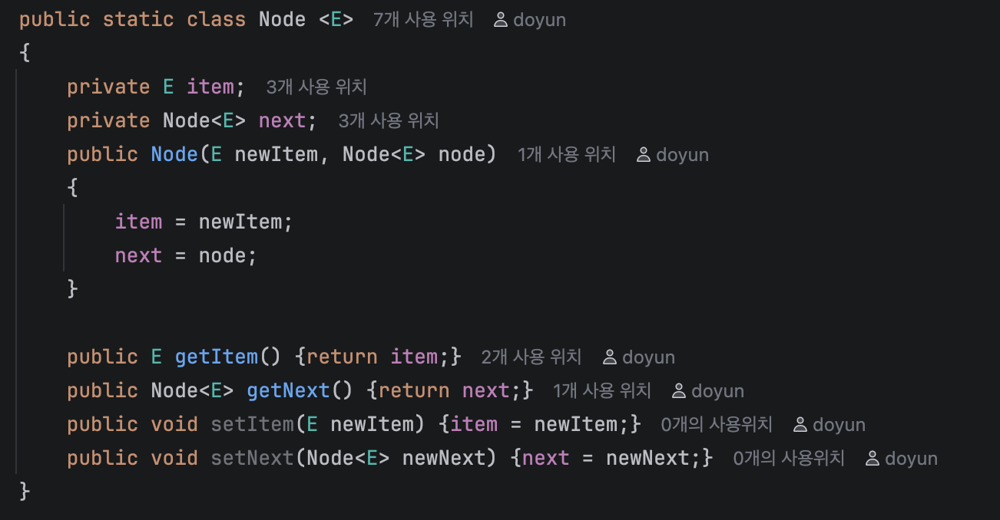 public static class Node <E> 7개 사용 위치 doyun
{
private E item; 3개 사용 위치
private Node<E> next; 3개 사용 위치
public Node(E newItem, Node<E> node) 1개 사용 위치 doyun
{
item = newItem;
next = node;
}
public E getItem() {return item;} 2개 사용 위치 doyun
public Node<E> getNext() {return next;} 1개 사용 위치 doyun
public void setItem(E newItem) {item = newItem;} 0개의 사용위치 doyun
public void setNext(Node<E> newNext) {next = newNext;} 0개의 사용위치 doyun
}